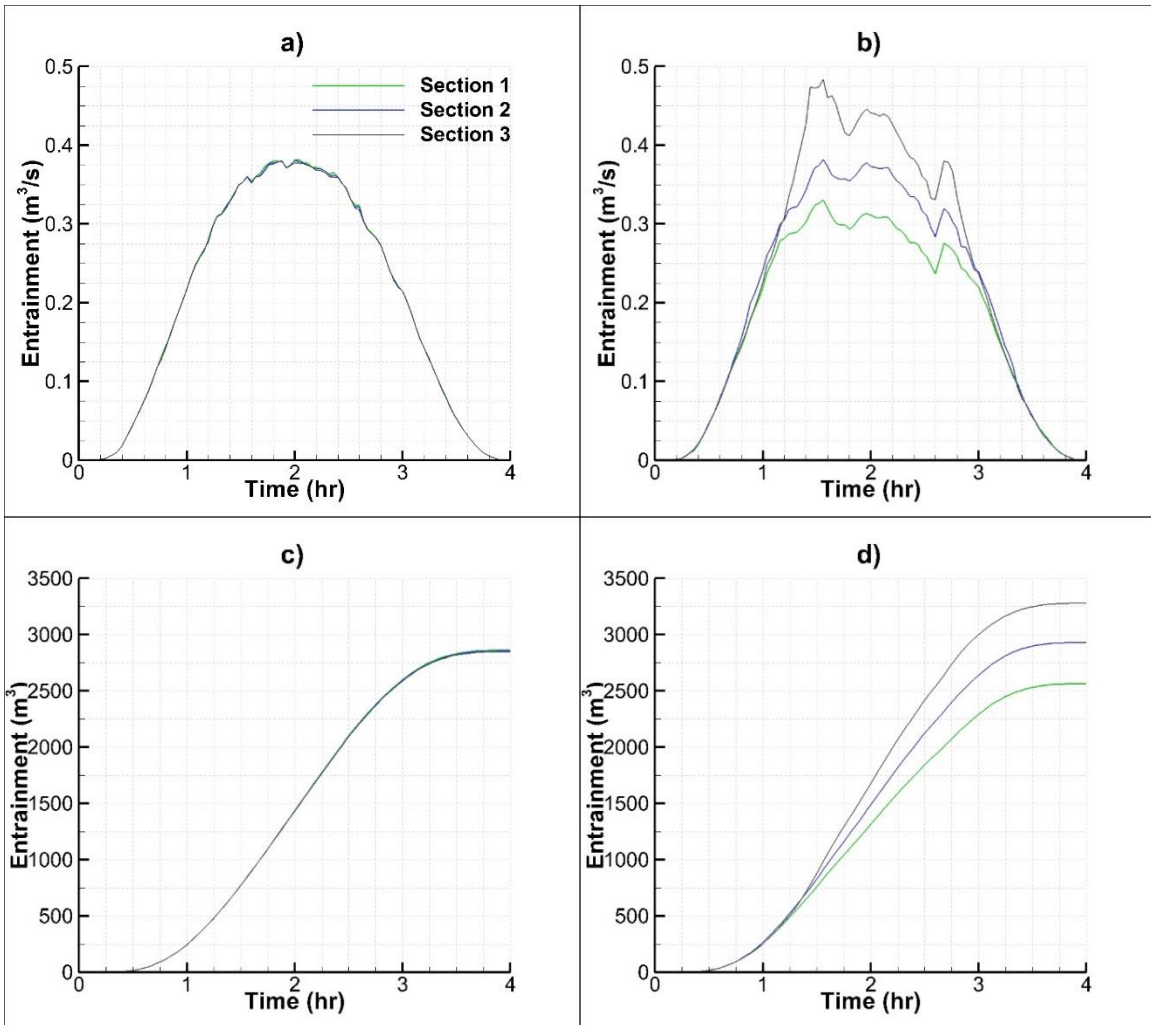 a)
Entrainment (m³/s)
0.5
0.4
0.3
0.2
0.1
0
Section 1
Section 2
Section 3
0 1 2 3 4
Time (hr)
b)
Entrainment (m³/s)
0.5
0.4
0.3
0.2
0.1
0
0 1 2 3 4
Time (hr)
c)
Entrainment (m³)
3500
3000
2500
2000
1500
1000
500
0
0 1 2 3 4
Time (hr)
d)
Entrainment (m³)
3500
3000
2500
2000
1500
1000
500
0
0 1 2 3 4
Time (hr)